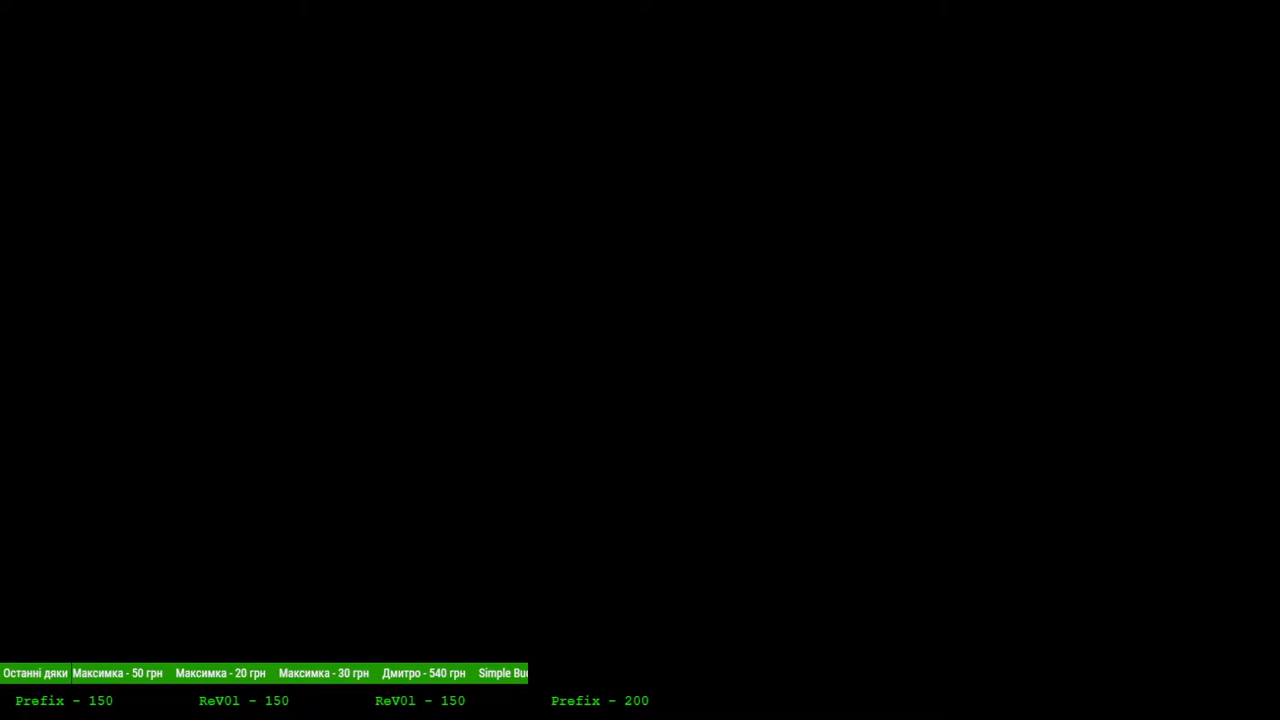 Останні дяки Максимка - 50 грн Максимка - 20 грн Максимка - 30 грн Дмитро - 540 грн Simple
Prefix - 150 ReV0l - 150 ReV0l - 150 Prefix - 200